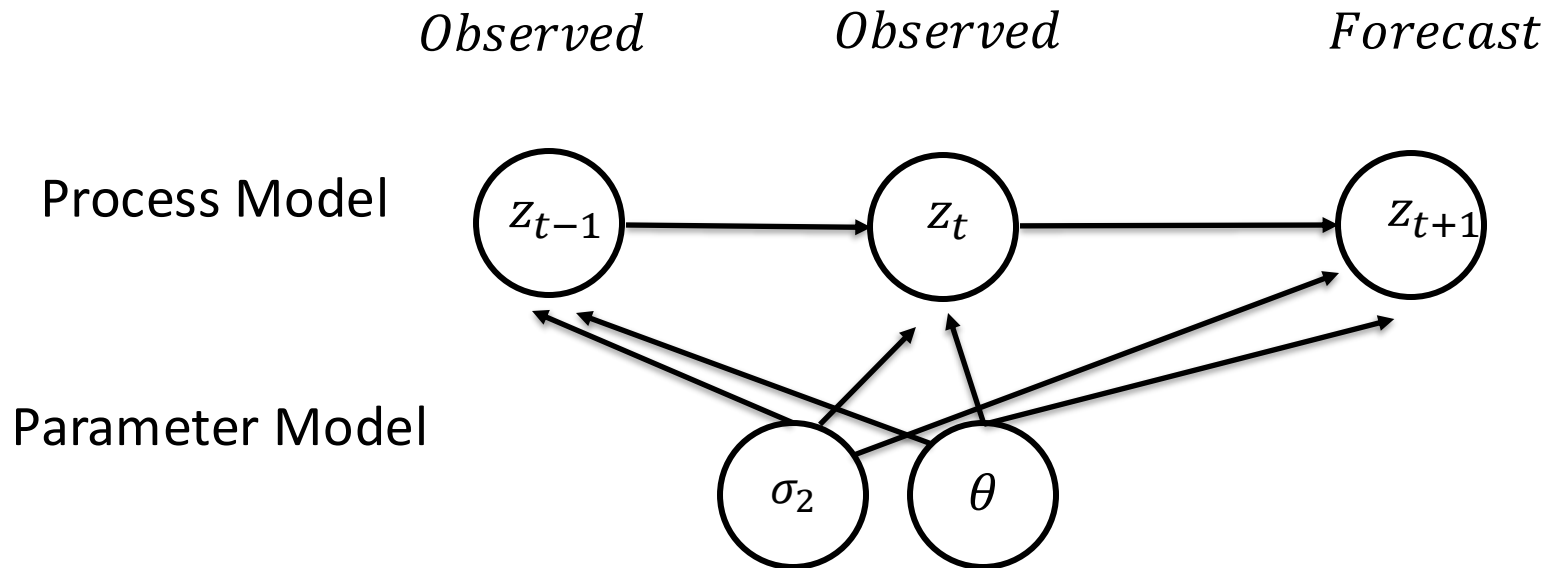 Observed Observed Forecast
Process Model z_{t−1} z_t z_{t+1}
Parameter Model σ_2 θ